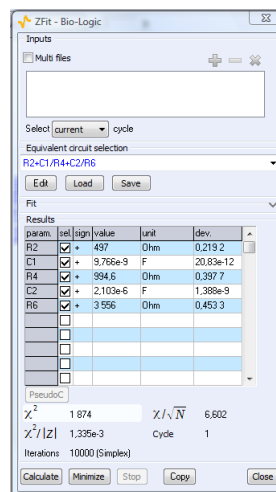 ZFit - Bio-Logic
Inputs
Multi files
Select current cycle
Equivalent circuit selection
R2+C1/R4+C2/R6
Edit Load Save
Fit
Results
param. sel. sign value unit dev.
R2 + 497 Ohm 0,219 2
C1 + 9,766e-9 F 20,83e-12
R4 + 994,6 Ohm 0,397 7
C2 + 2,103e-6 F 1,388e-9
R6 + 3 556 Ohm 0,453 3
PseudoC
χ² 1 874 χ/√N 6,602
χ²/|Z| 1,335e-3 Cycle 1
Iterations 10000 (Simplex)
Calculate Minimize Stop Copy Close